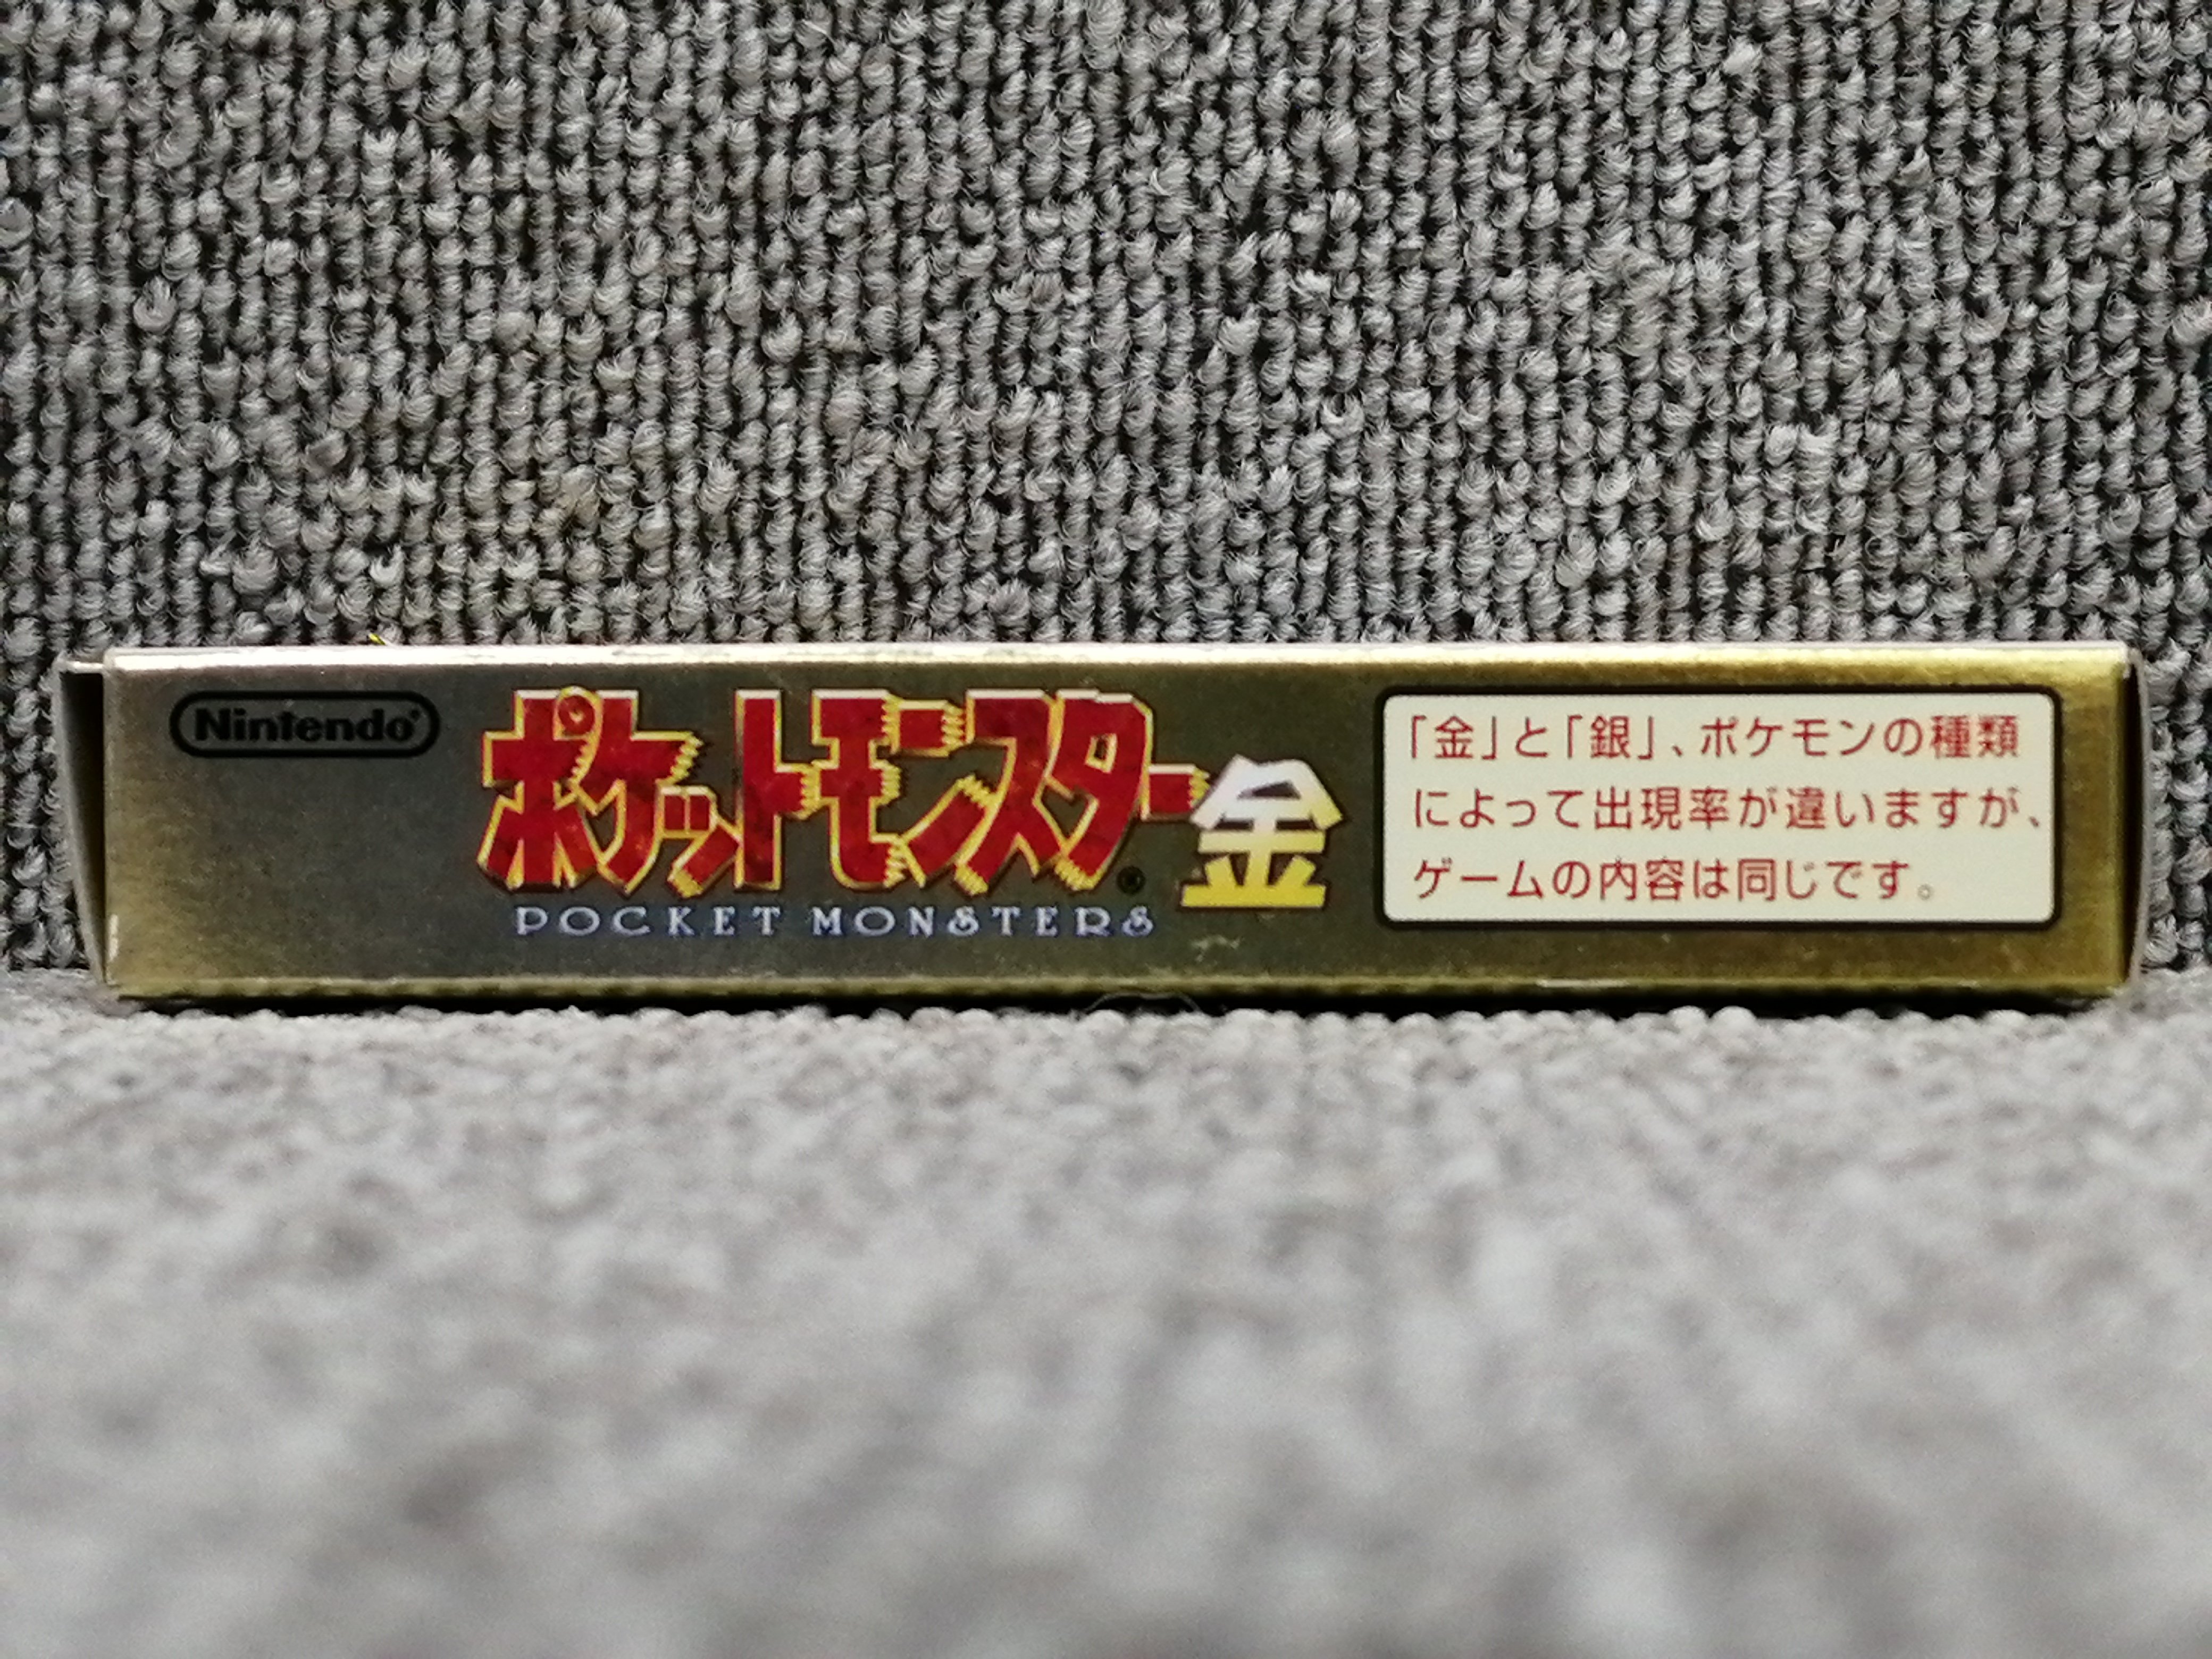 Nintendo®
ポケットモンスター®金
POCKET MONSTERS
「金」と「銀」、ポケモンの種類
によって出現率が違いますが、
ゲームの内容は同じです。